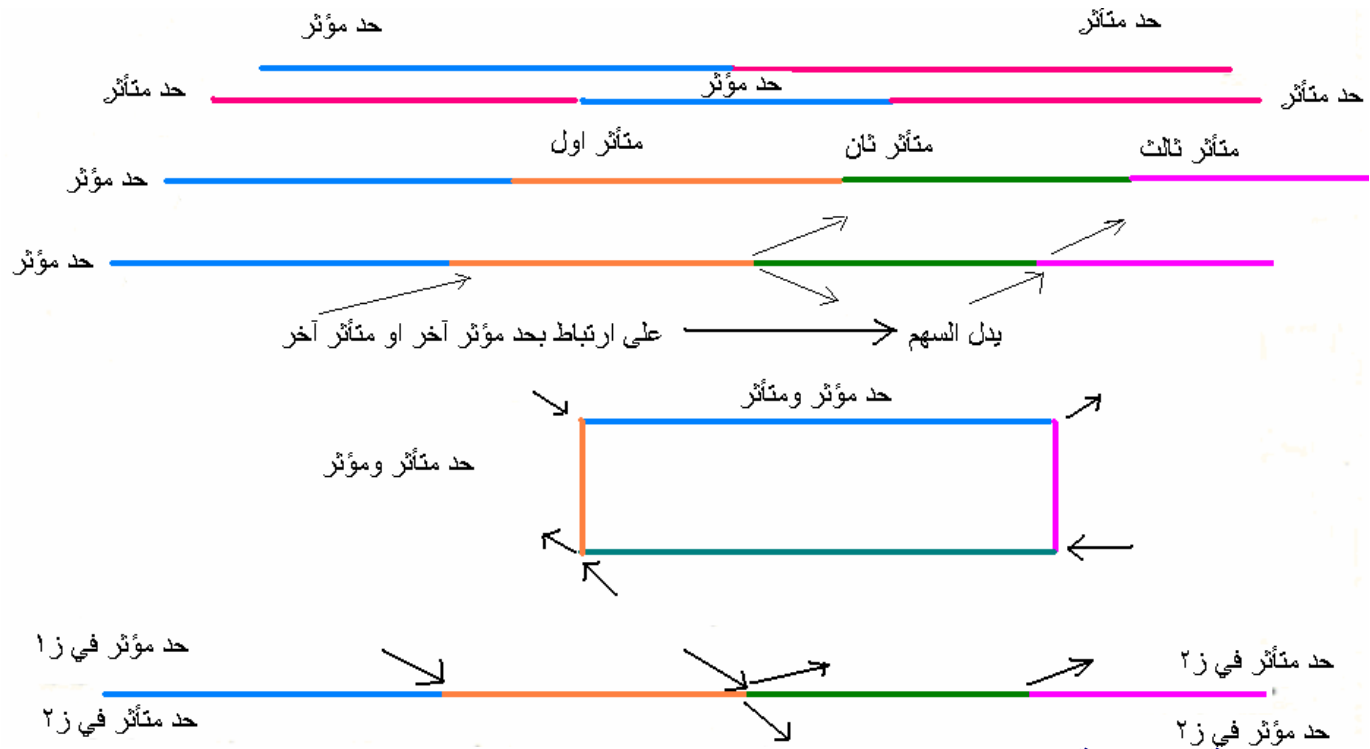 حد مؤثر
حد متأثر
حد متأثر
حد مؤثر
حد متأثر
متأثر اول
متأثر ثان
متأثر ثالث
حد مؤثر
حد مؤثر
يدل السهم
على ارتباط بحد مؤثر آخر او متأثر آخر
حد مؤثر ومتأثر
حد متأثر ومؤثر
حد مؤثر في ز١
حد متأثر في ز٢
حد متأثر في ز٢
حد مؤثر في ز٢